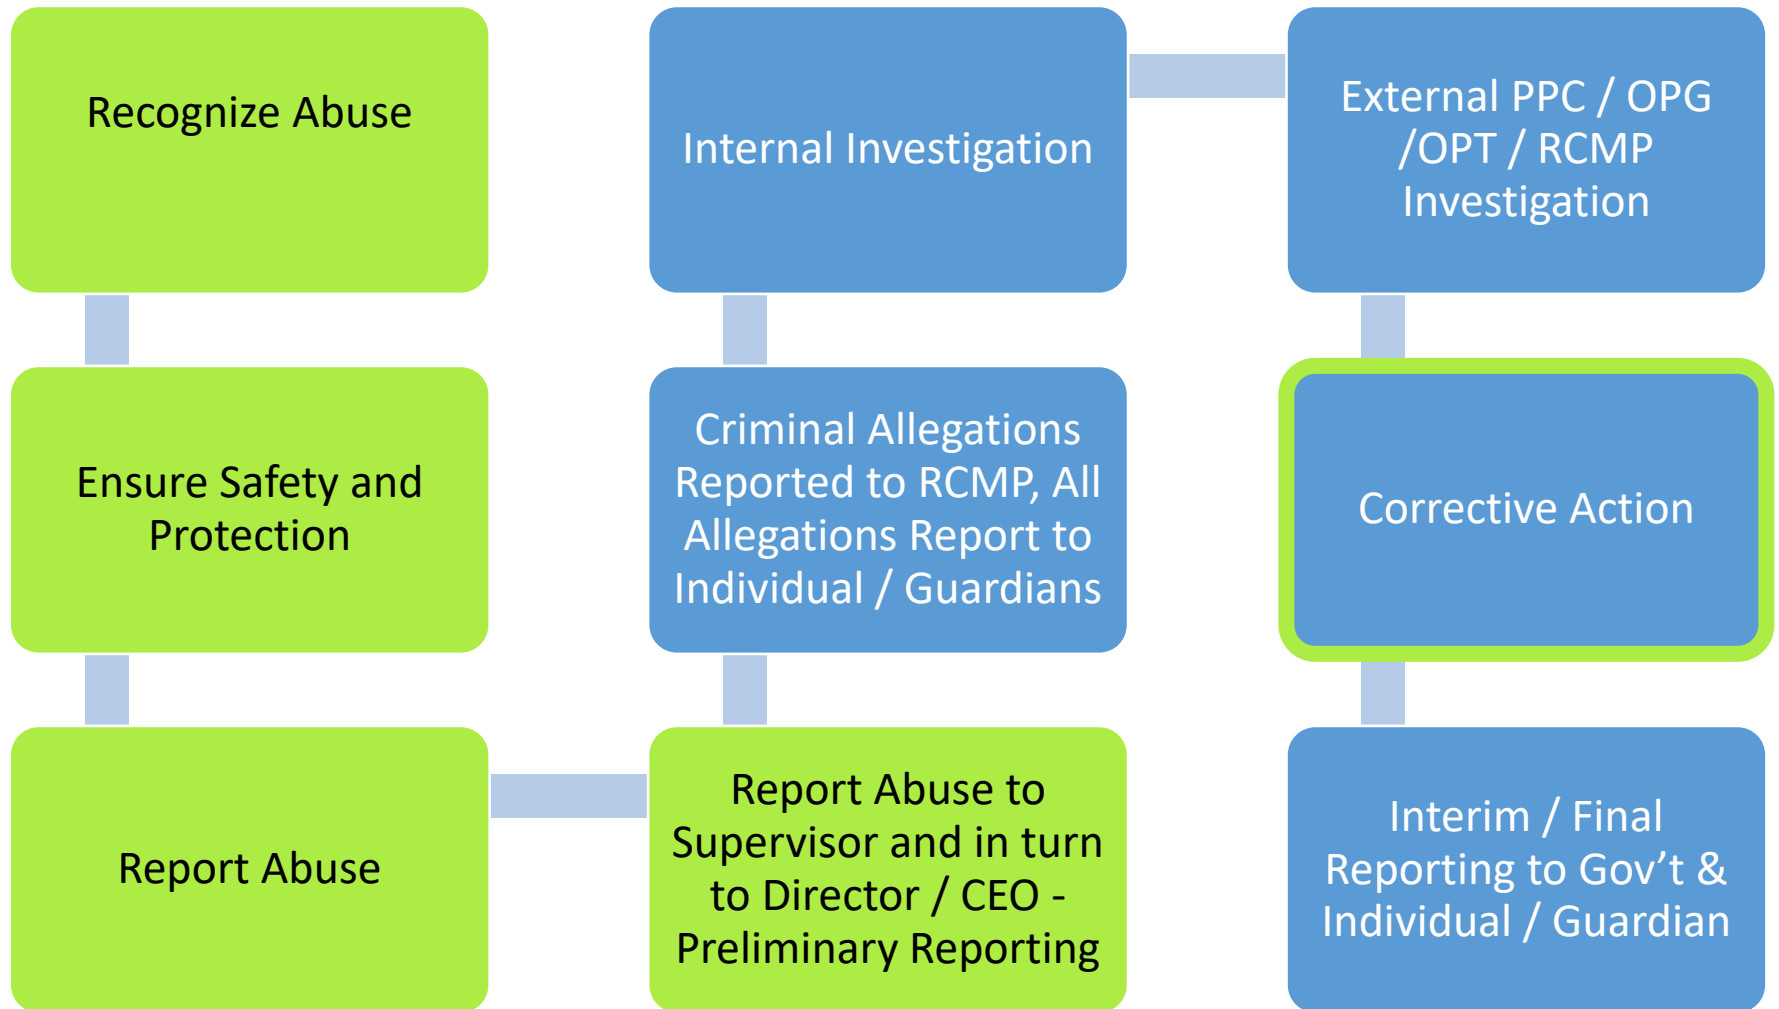 Recognize Abuse
Ensure Safety and
Protection
Report Abuse
Report Abuse to
Supervisor and in turn
to Director / CEO -
Preliminary Reporting
Criminal Allegations
Reported to RCMP, All
Allegations Report to
Individual / Guardians
Internal Investigation
External PPC / OPG
/OPT / RCMP
Investigation
Corrective Action
Interim / Final
Reporting to Gov’t &
Individual / Guardian